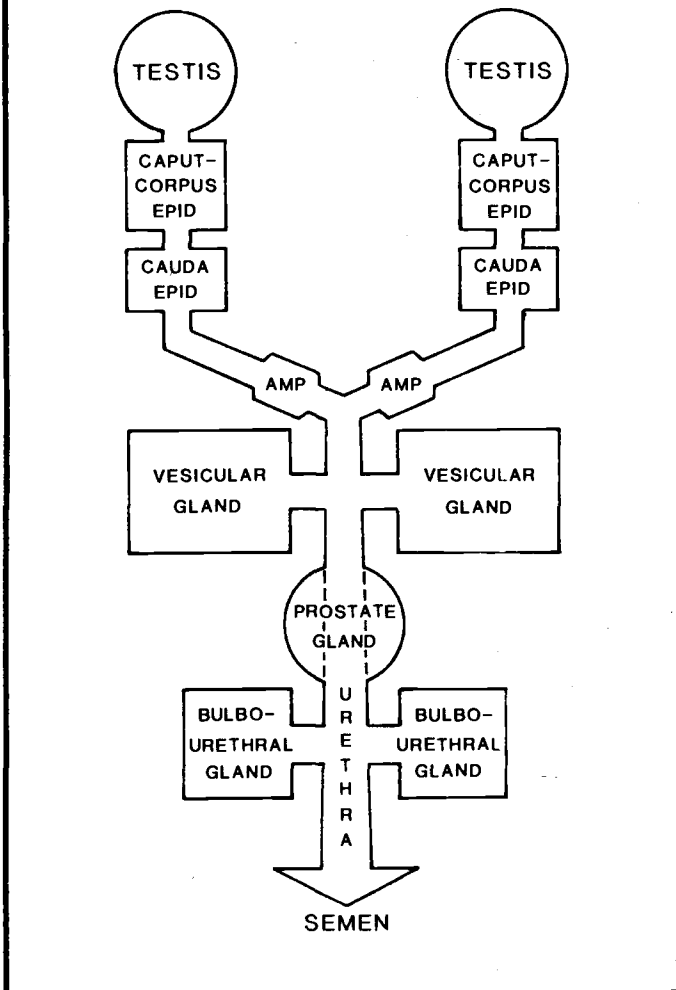 TESTIS
TESTIS
CAPUT-
CORPUS
EPID
CAPUT-
CORPUS
EPID
CAUDA
EPID
CAUDA
EPID
AMP
AMP
VESICULAR
GLAND
VESICULAR
GLAND
PROSTATE
GLAND
URETHRA
BULBO-
URETHRAL
GLAND
BULBO-
URETHRAL
GLAND
SEMEN